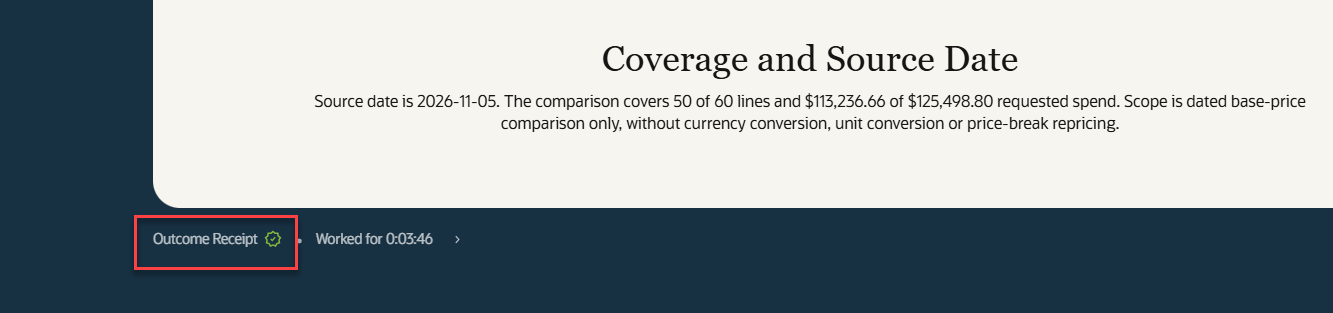 Coverage and Source Date
Source date is 2026-11-05. The comparison covers 50 of 60 lines and $113,236.66 of $125,498.80 requested spend. Scope is dated base-price
comparison only, without currency conversion, unit conversion or price-break repricing.
Outcome Receipt • Worked for 0:03:46